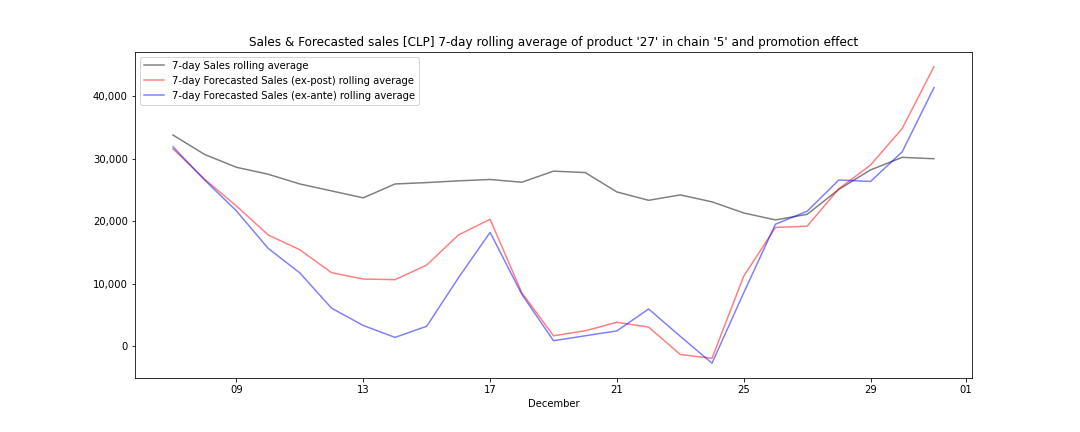 Sales & Forecasted sales [CLP] 7-day rolling average of product '27' in chain '5' and promotion effect
7-day Sales rolling average
7-day Forecasted Sales (ex-post) rolling average
7-day Forecasted Sales (ex-ante) rolling average
40,000
30,000
20,000
10,000
0
09 13 17 21 25 29 01
December